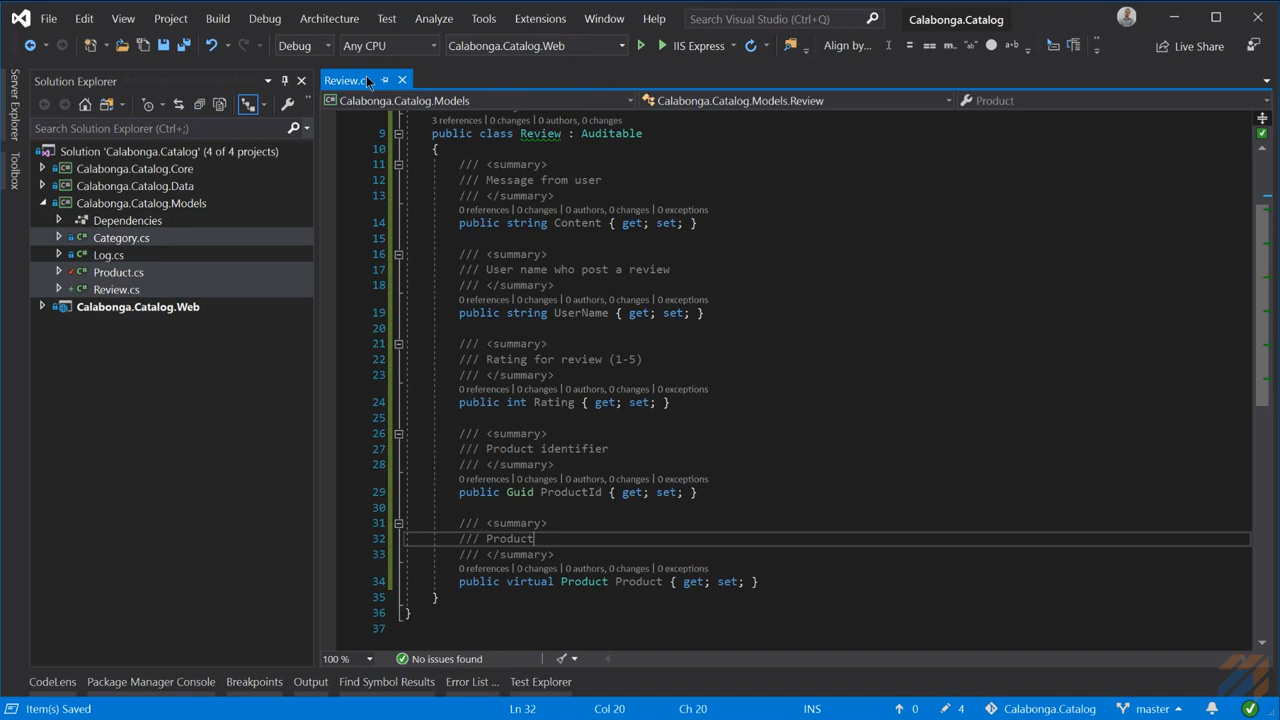 File Edit View Project Build Debug Architecture Test Analyze Tools Extensions Window Help Search Visual Studio (Ctrl+Q) Calabonga.Catalog
Debug Any CPU Calabonga.Catalog.Web IIS Express Align by... Live Share
Server Explorer
Toolbox
Solution Explorer
Search Solution Explorer (Ctrl+;)
Solution 'Calabonga.Catalog' (4 of 4 projects)
Calabonga.Catalog.Core
Calabonga.Catalog.Data
Calabonga.Catalog.Models
Dependencies
Category.cs
Log.cs
Product.cs
Review.cs
Calabonga.Catalog.Web
Review.c
Calabonga.Catalog.Models Calabonga.Catalog.Models.Review Product
3 references | 0 changes | 0 authors, 0 changes
9 public class Review : Auditable
10 {
11 /// <summary>
12 /// Message from user
13 /// </summary>
0 references | 0 changes | 0 authors, 0 changes | 0 exceptions
14 public string Content { get; set; }
15
16 /// <summary>
17 /// User name who post a review
18 /// </summary>
0 references | 0 changes | 0 authors, 0 changes | 0 exceptions
19 public string UserName { get; set; }
20
21 /// <summary>
22 /// Rating for review (1-5)
23 /// </summary>
0 references | 0 changes | 0 authors, 0 changes | 0 exceptions
24 public int Rating { get; set; }
25
26 /// <summary>
27 /// Product identifier
28 /// </summary>
0 references | 0 changes | 0 authors, 0 changes | 0 exceptions
29 public Guid ProductId { get; set; }
30
31 /// <summary>
32 /// Product
33 /// </summary>
0 references | 0 changes | 0 authors, 0 changes | 0 exceptions
34 public virtual Product Product { get; set; }
35 }
36 }
37
100 % No issues found
CodeLens Package Manager Console Breakpoints Output Find Symbol Results Error List ... Test Explorer
Item(s) Saved Ln 32 Col 20 Ch 20 INS 0 4 Calabonga.Catalog master